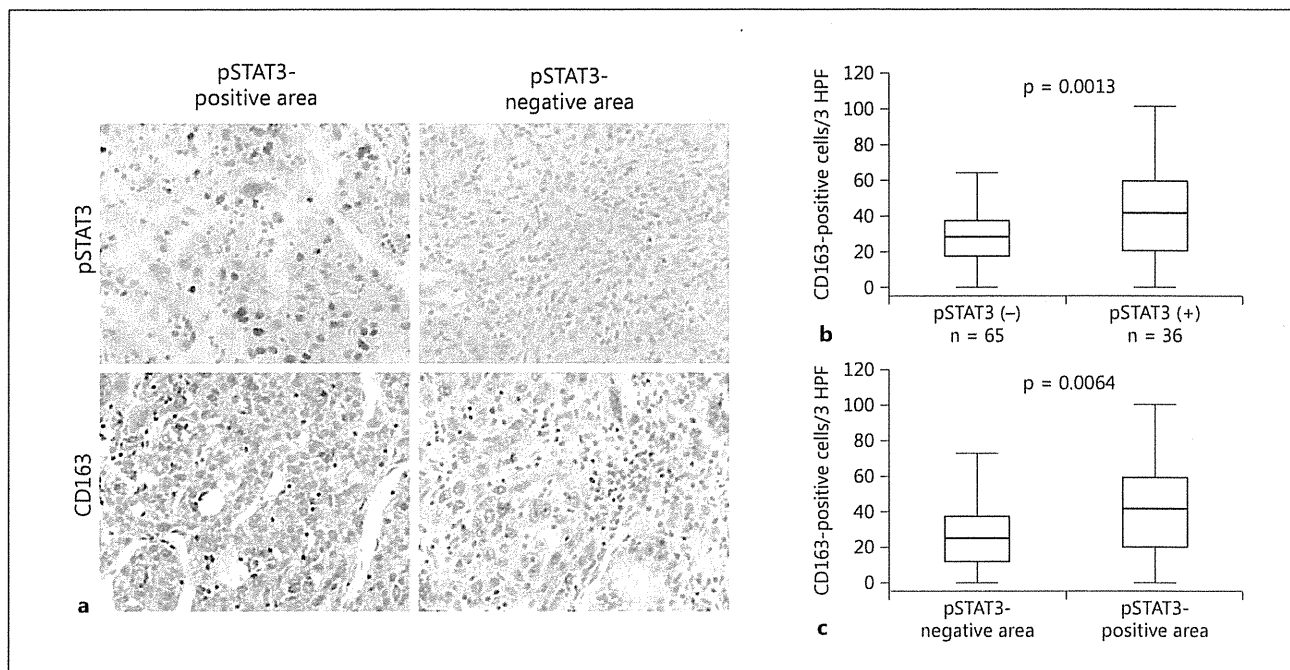 pSTAT3-
positive area
pSTAT3-
negative area
pSTAT3
CD163
a
CD163-positive cells/3 HPF
120
100
80
60
40
20
0
p = 0.0013
pSTAT3 (–)
n = 65
pSTAT3 (+)
n = 36
b
CD163-positive cells/3 HPF
120
100
80
60
40
20
0
p = 0.0064
pSTAT3-
negative area
pSTAT3-
positive area
c